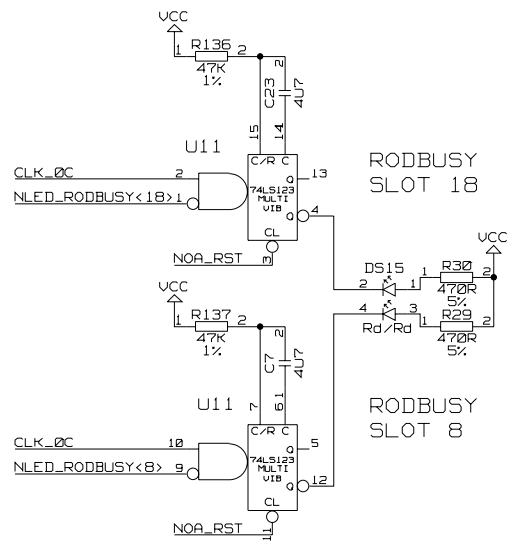 VCC
1 R136 2
47K
1%
2
C23
4U7
15
14
U11
C/R C
CLK_0C 2
Q 13
74LS123
MULTI
VIB
NLED_RODBUSY<18> 1
Q 4
CL
NOA_RST 3
RODBUSY
SLOT 18
VCC
DS15
2 1
1 R30 2
470R
5%
4 3
Rd/Rd
1 R29 2
470R
5%
VCC
1 R137 2
47K
1%
2
C7
4U7
7
6 1
U11
C/R C
RODBUSY
SLOT 8
CLK_0C 10
Q 5
74LS123
MULTI
VIB
NLED_RODBUSY<8> 9
Q 12
CL
NOA_RST 11